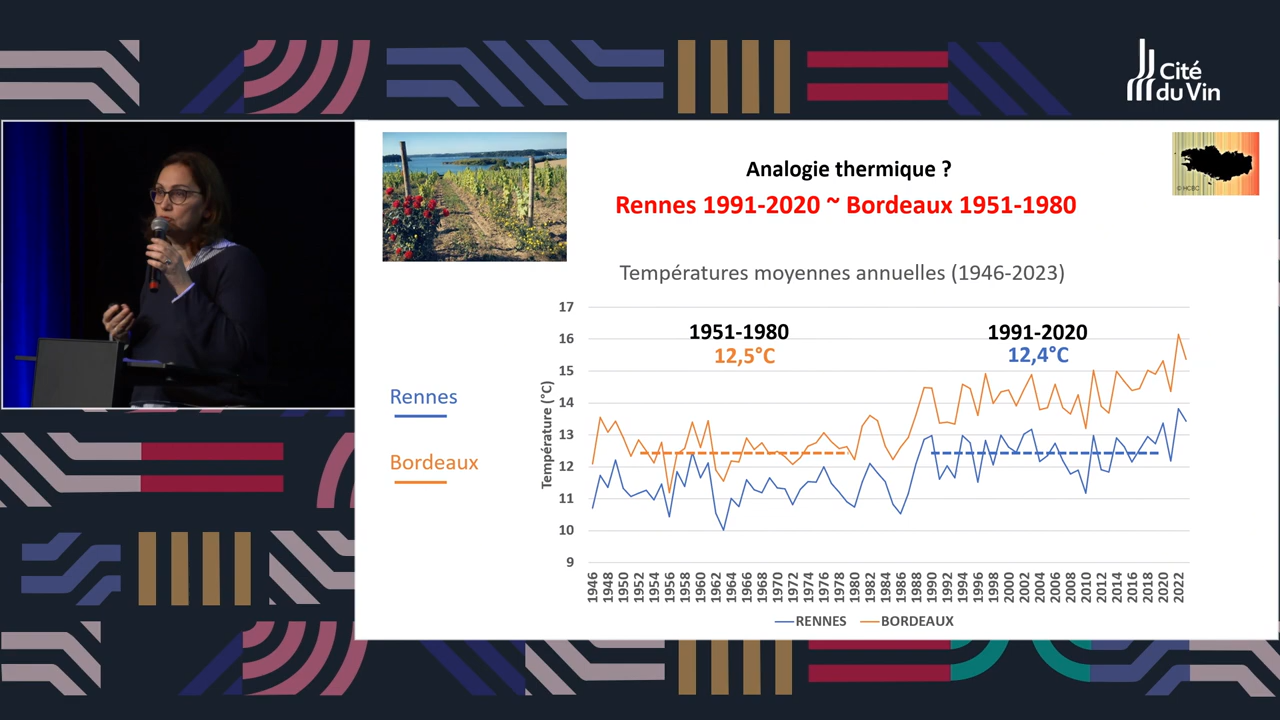 Cité
du Vin
Analogie thermique ?
Rennes 1991-2020 ~ Bordeaux 1951-1980
© HCBC
Températures moyennes annuelles (1946-2023)
Rennes
Bordeaux
Température (°C)
17
16
15
14
13
12
11
10
9
1951-1980
12,5°C
1991-2020
12,4°C
1946 1948 1950 1952 1954 1956 1958 1960 1962 1964 1966 1968 1970 1972 1974 1976 1978 1980 1982 1984 1986 1988 1990 1992 1994 1996 1998 2000 2002 2004 2006 2008 2010 2012 2014 2016 2018 2020 2022
RENNES BORDEAUX